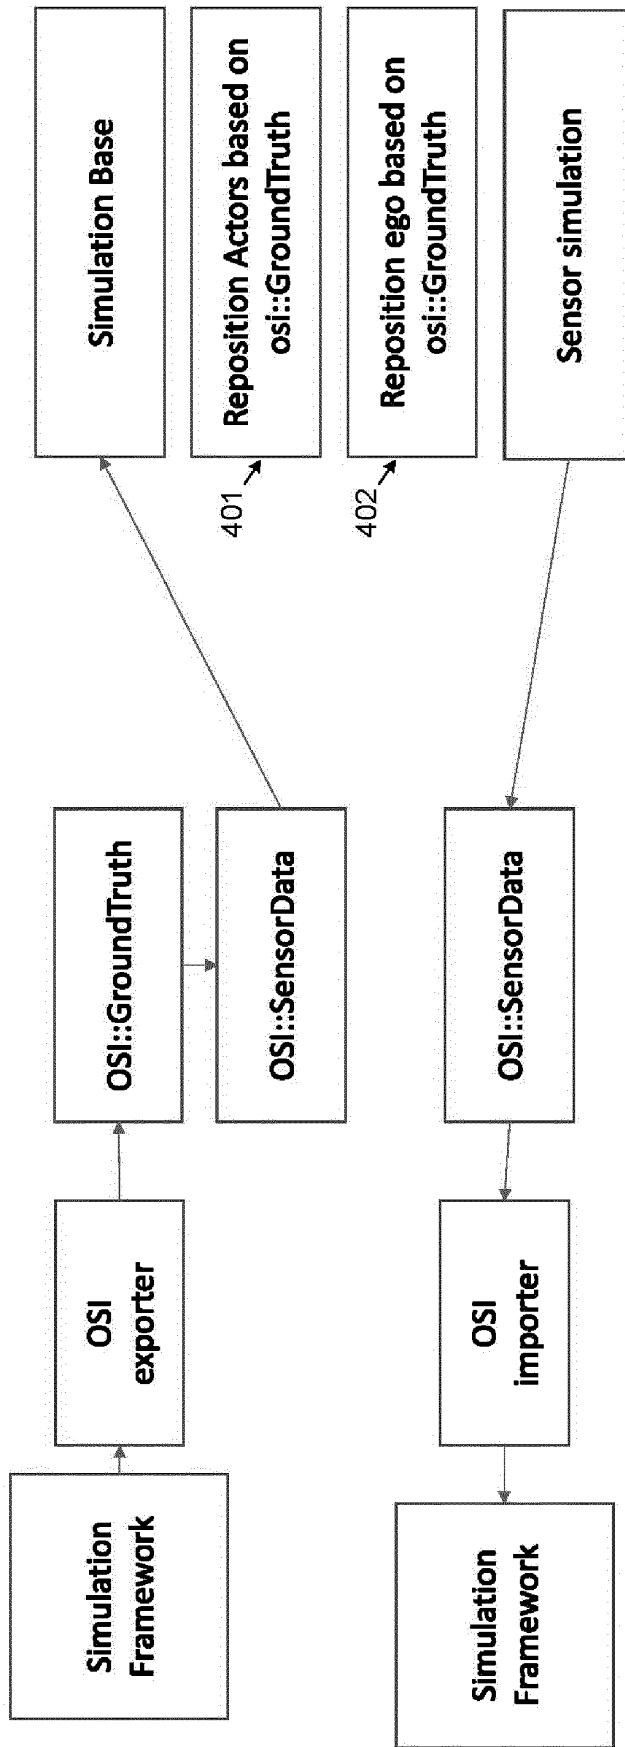 Simulation
Framework
OSI
exporter
OSI::GroundTruth
OSI::SensorData
Simulation Base
401
Reposition Actors based on
osi::GroundTruth
402
Reposition ego based on
osi::GroundTruth
Sensor simulation
OSI::SensorData
OSI
importer
Simulation
Framework